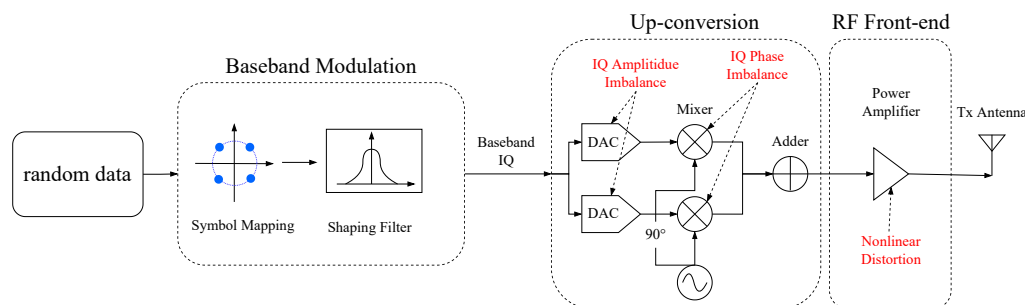 Up-conversion
RF Front-end
Baseband Modulation
IQ Amplitidue
Imbalance
IQ Phase
Imbalance
Power
Amplifier
Tx Antenna
Mixer
DAC
Adder
Baseband
IQ
random data
Symbol Mapping
Shaping Filter
DAC
90°
Nonlinear
Distortion